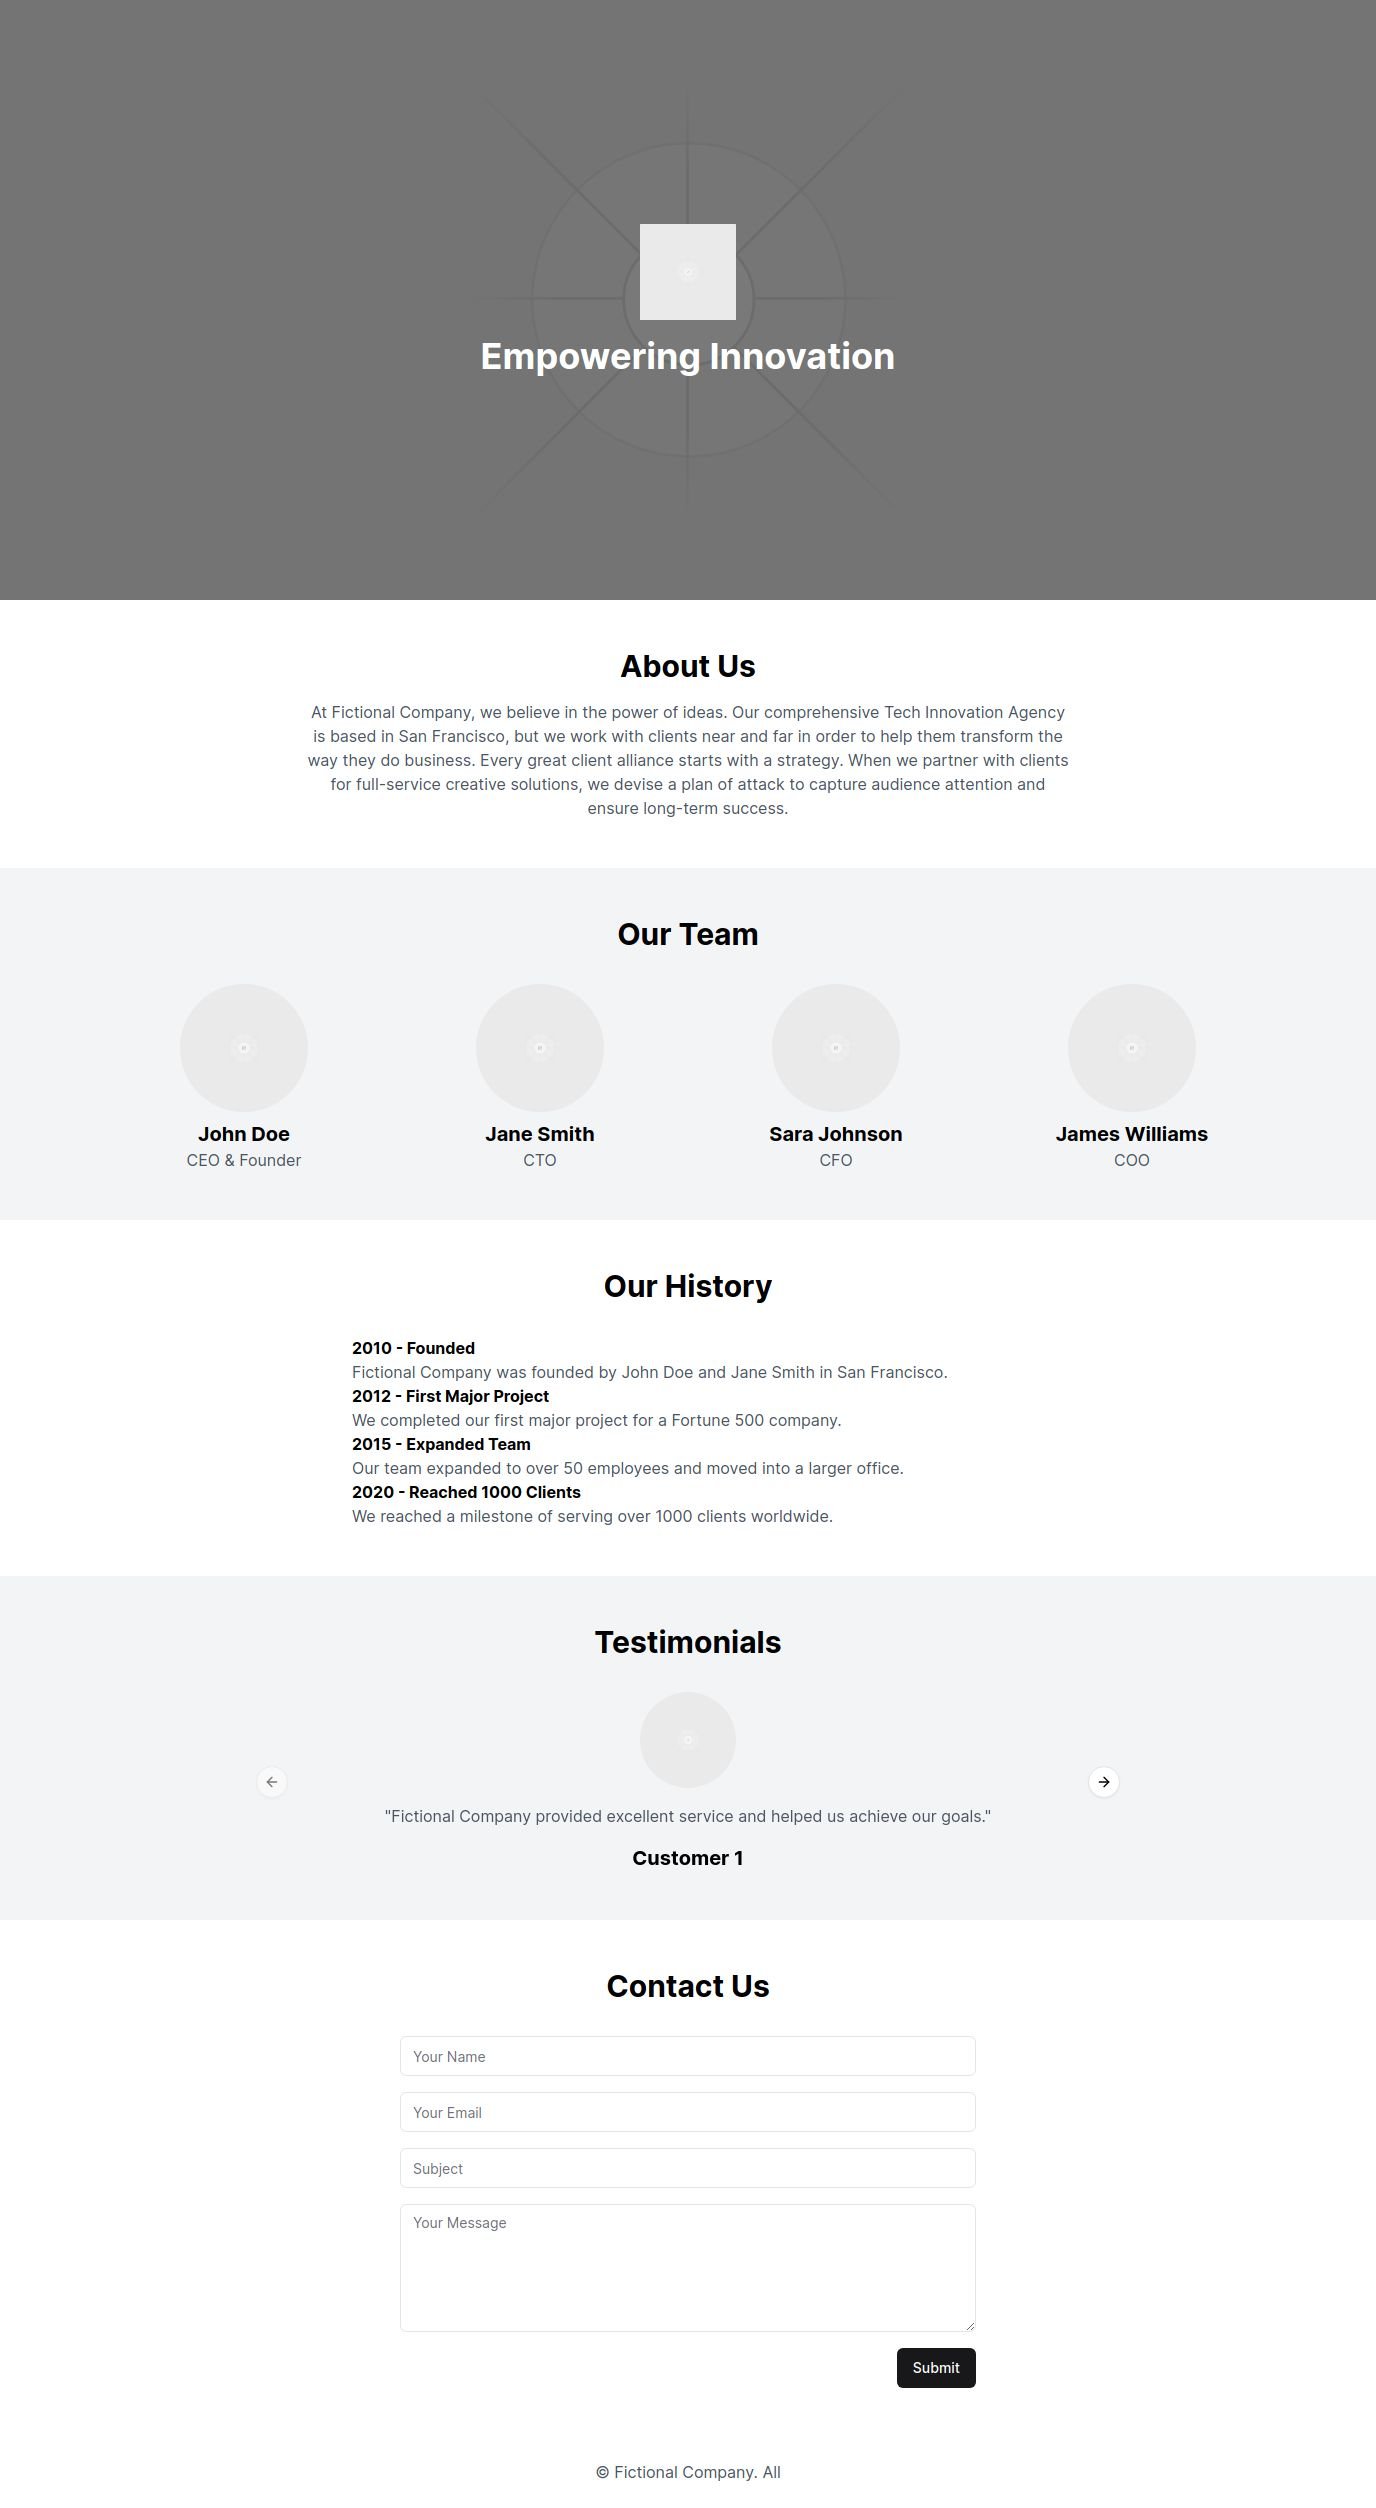 Empowering Innovation
About Us
At Fictional Company, we believe in the power of ideas. Our comprehensive Tech Innovation Agency
is based in San Francisco, but we work with clients near and far in order to help them transform the
way they do business. Every great client alliance starts with a strategy. When we partner with clients
for full-service creative solutions, we devise a plan of attack to capture audience attention and
ensure long-term success.
Our Team
John Doe
CEO & Founder
Jane Smith
CTO
Sara Johnson
CFO
James Williams
COO
Our History
2010 - Founded
Fictional Company was founded by John Doe and Jane Smith in San Francisco.
2012 - First Major Project
We completed our first major project for a Fortune 500 company.
2015 - Expanded Team
Our team expanded to over 50 employees and moved into a larger office.
2020 - Reached 1000 Clients
We reached a milestone of serving over 1000 clients worldwide.
Testimonials
"Fictional Company provided excellent service and helped us achieve our goals."
Customer 1
Contact Us
Your Name
Your Email
Subject
Your Message
Submit
© Fictional Company. All